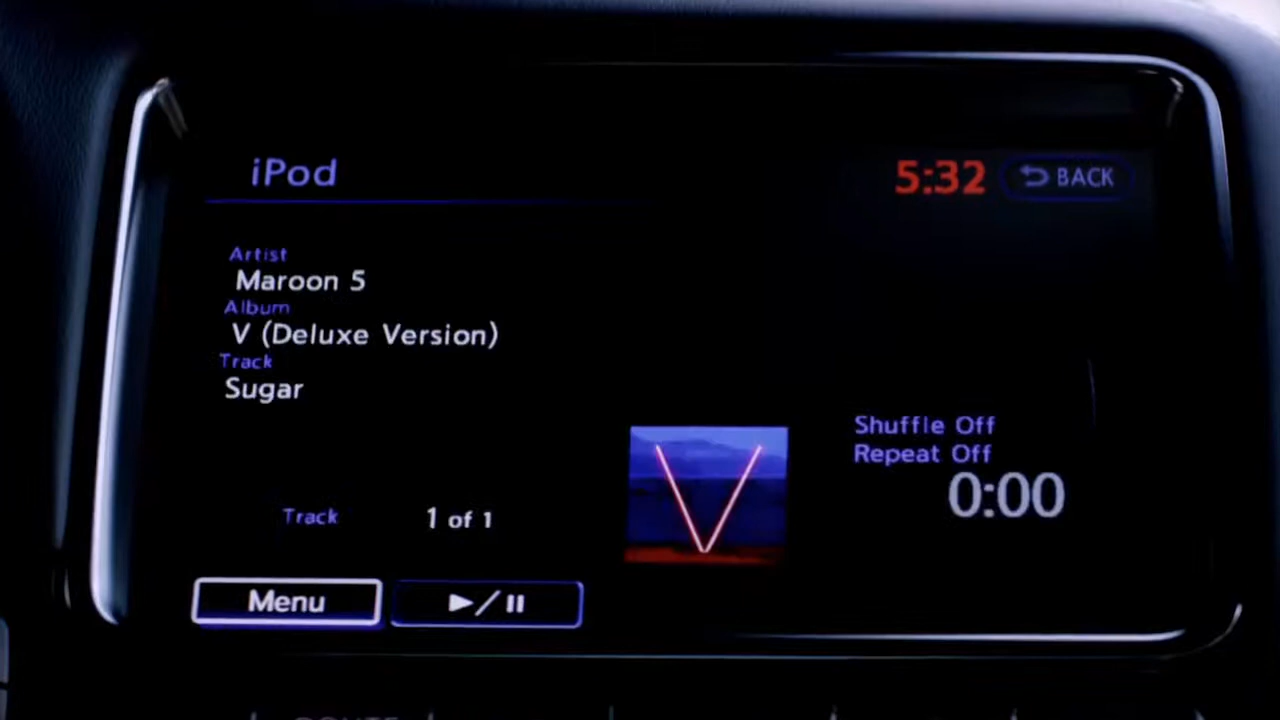 iPod
5:32 BACK
Artist
Maroon 5
Album
V (Deluxe Version)
Track
Sugar
Shuffle Off
Repeat Off
0:00
Track 1 of 1
V
Menu